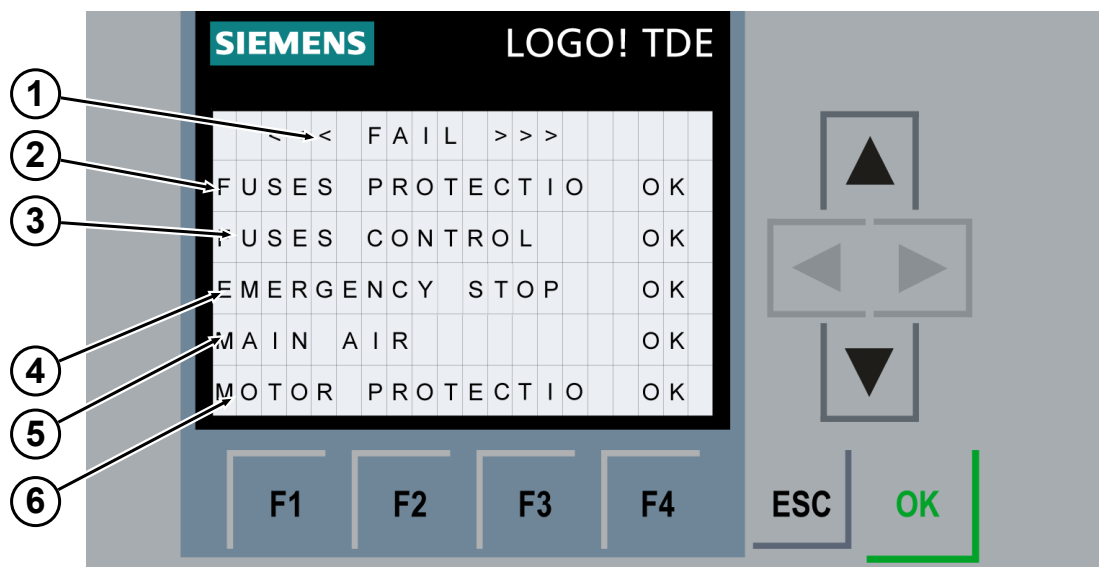 SIEMENS LOGO! TDE
1 <<< FAIL >>>
2 FUSES PROTECTIO OK
3 FUSES CONTROL OK
4 EMERGENCY STOP OK
5 MAIN AIR OK
6 MOTOR PROTECTIO OK
F1 F2 F3 F4 ESC OK